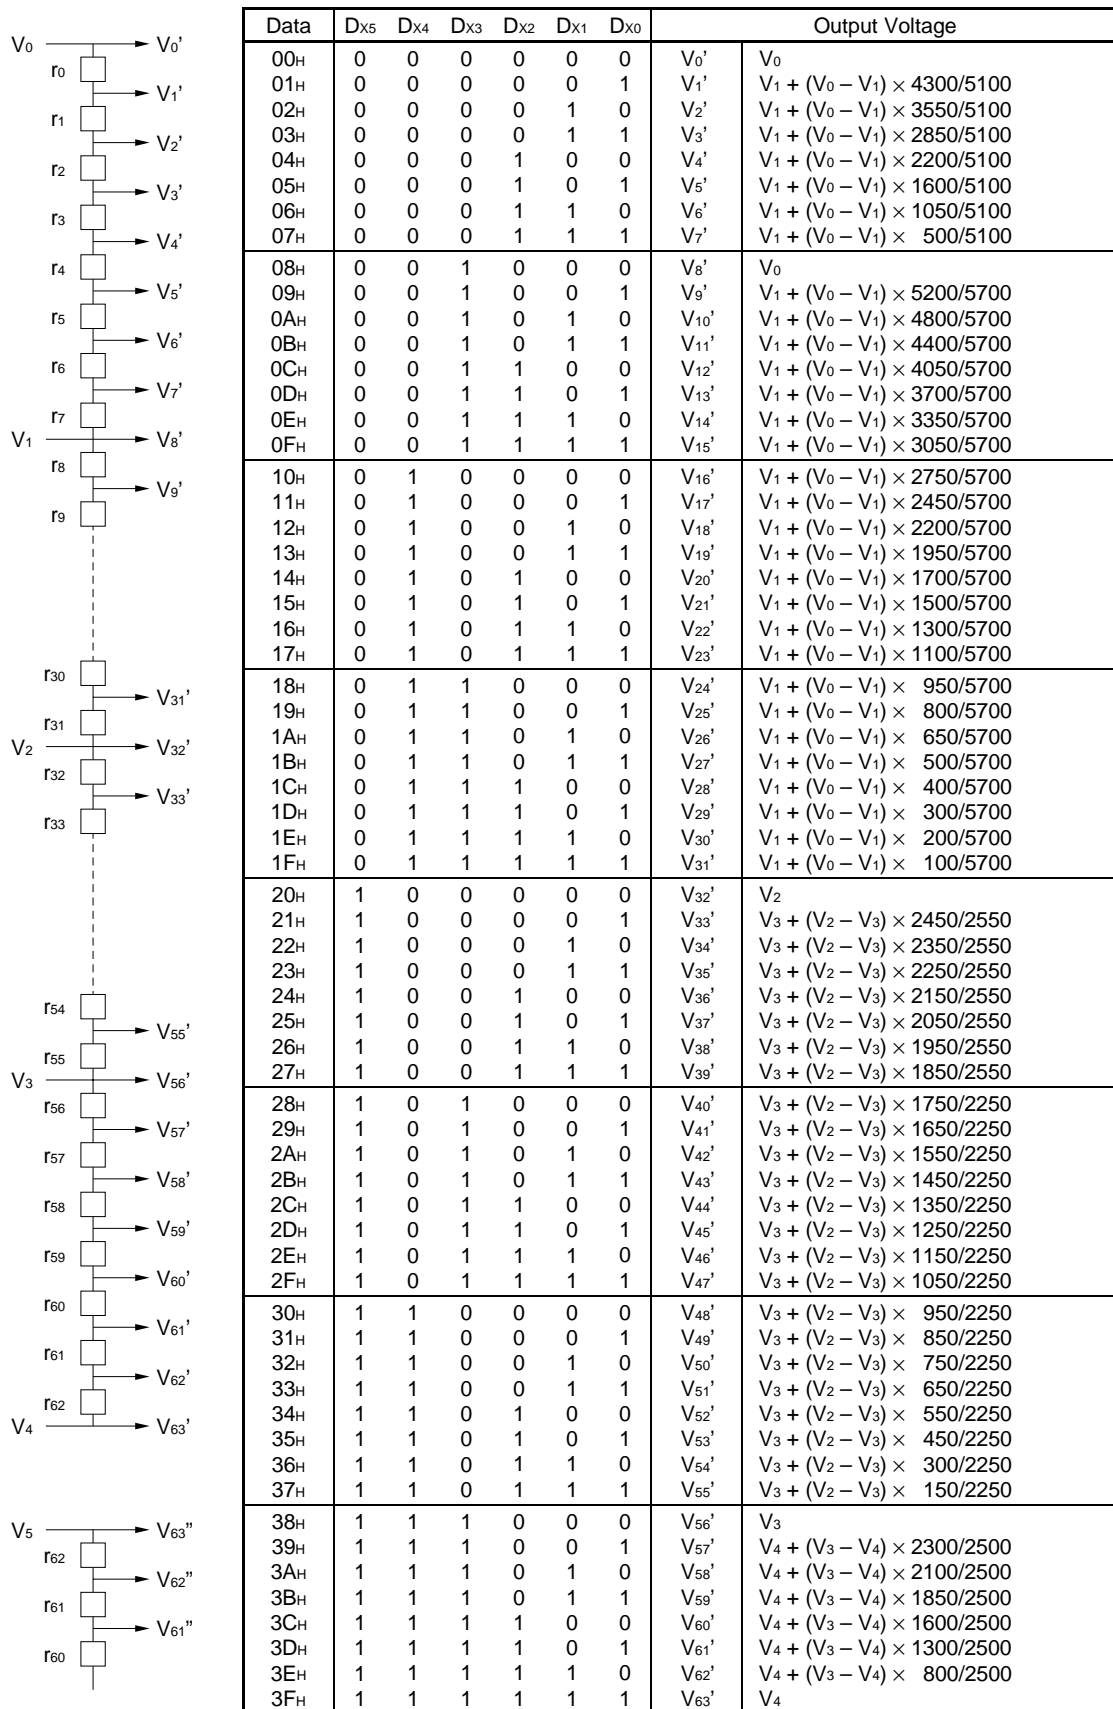 V0 V0’
r0
V1’
r1
V2’
r2
V3’
r3
V4’
r4
V5’
r5
V6’
r6
V7’
r7
V1 V8’
r8
V9’
r9
r30
V31’
r31
V2 V32’
r32
V33’
r33
r54
V55’
r55
V3 V56’
r56
V57’
r57
V58’
r58
V59’
r59
V60’
r60
V61’
r61
V62’
r62
V4 V63’
V5 V63”
r62
V62”
r61
V61”
r60
Data DX5 DX4 DX3 DX2 DX1 DX0 Output Voltage
00H 0 0 0 0 0 0 V0’ V0
01H 0 0 0 0 0 1 V1’ V1 + (V0 – V1) × 4300/5100
02H 0 0 0 0 1 0 V2’ V1 + (V0 – V1) × 3550/5100
03H 0 0 0 0 1 1 V3’ V1 + (V0 – V1) × 2850/5100
04H 0 0 0 1 0 0 V4’ V1 + (V0 – V1) × 2200/5100
05H 0 0 0 1 0 1 V5’ V1 + (V0 – V1) × 1600/5100
06H 0 0 0 1 1 0 V6’ V1 + (V0 – V1) × 1050/5100
07H 0 0 0 1 1 1 V7’ V1 + (V0 – V1) × 500/5100
08H 0 0 1 0 0 0 V8’ V0
09H 0 0 1 0 0 1 V9’ V1 + (V0 – V1) × 5200/5700
0AH 0 0 1 0 1 0 V10’ V1 + (V0 – V1) × 4800/5700
0BH 0 0 1 0 1 1 V11’ V1 + (V0 – V1) × 4400/5700
0CH 0 0 1 1 0 0 V12’ V1 + (V0 – V1) × 4050/5700
0DH 0 0 1 1 0 1 V13’ V1 + (V0 – V1) × 3700/5700
0EH 0 0 1 1 1 0 V14’ V1 + (V0 – V1) × 3350/5700
0FH 0 0 1 1 1 1 V15’ V1 + (V0 – V1) × 3050/5700
10H 0 1 0 0 0 0 V16’ V1 + (V0 – V1) × 2750/5700
11H 0 1 0 0 0 1 V17’ V1 + (V0 – V1) × 2450/5700
12H 0 1 0 0 1 0 V18’ V1 + (V0 – V1) × 2200/5700
13H 0 1 0 0 1 1 V19’ V1 + (V0 – V1) × 1950/5700
14H 0 1 0 1 0 0 V20’ V1 + (V0 – V1) × 1700/5700
15H 0 1 0 1 0 1 V21’ V1 + (V0 – V1) × 1500/5700
16H 0 1 0 1 1 0 V22’ V1 + (V0 – V1) × 1300/5700
17H 0 1 0 1 1 1 V23’ V1 + (V0 – V1) × 1100/5700
18H 0 1 1 0 0 0 V24’ V1 + (V0 – V1) × 950/5700
19H 0 1 1 0 0 1 V25’ V1 + (V0 – V1) × 800/5700
1AH 0 1 1 0 1 0 V26’ V1 + (V0 – V1) × 650/5700
1BH 0 1 1 0 1 1 V27’ V1 + (V0 – V1) × 500/5700
1CH 0 1 1 1 0 0 V28’ V1 + (V0 – V1) × 400/5700
1DH 0 1 1 1 0 1 V29’ V1 + (V0 – V1) × 300/5700
1EH 0 1 1 1 1 0 V30’ V1 + (V0 – V1) × 200/5700
1FH 0 1 1 1 1 1 V31’ V1 + (V0 – V1) × 100/5700
20H 1 0 0 0 0 0 V32’ V2
21H 1 0 0 0 0 1 V33’ V3 + (V2 – V3) × 2450/2550
22H 1 0 0 0 1 0 V34’ V3 + (V2 – V3) × 2350/2550
23H 1 0 0 0 1 1 V35’ V3 + (V2 – V3) × 2250/2550
24H 1 0 0 1 0 0 V36’ V3 + (V2 – V3) × 2150/2550
25H 1 0 0 1 0 1 V37’ V3 + (V2 – V3) × 2050/2550
26H 1 0 0 1 1 0 V38’ V3 + (V2 – V3) × 1950/2550
27H 1 0 0 1 1 1 V39’ V3 + (V2 – V3) × 1850/2550
28H 1 0 1 0 0 0 V40’ V3 + (V2 – V3) × 1750/2250
29H 1 0 1 0 0 1 V41’ V3 + (V2 – V3) × 1650/2250
2AH 1 0 1 0 1 0 V42’ V3 + (V2 – V3) × 1550/2250
2BH 1 0 1 0 1 1 V43’ V3 + (V2 – V3) × 1450/2250
2CH 1 0 1 1 0 0 V44’ V3 + (V2 – V3) × 1350/2250
2DH 1 0 1 1 0 1 V45’ V3 + (V2 – V3) × 1250/2250
2EH 1 0 1 1 1 0 V46’ V3 + (V2 – V3) × 1150/2250
2FH 1 0 1 1 1 1 V47’ V3 + (V2 – V3) × 1050/2250
30H 1 1 0 0 0 0 V48’ V3 + (V2 – V3) × 950/2250
31H 1 1 0 0 0 1 V49’ V3 + (V2 – V3) × 850/2250
32H 1 1 0 0 1 0 V50’ V3 + (V2 – V3) × 750/2250
33H 1 1 0 0 1 1 V51’ V3 + (V2 – V3) × 650/2250
34H 1 1 0 1 0 0 V52’ V3 + (V2 – V3) × 550/2250
35H 1 1 0 1 0 1 V53’ V3 + (V2 – V3) × 450/2250
36H 1 1 0 1 1 0 V54’ V3 + (V2 – V3) × 300/2250
37H 1 1 0 1 1 1 V55’ V3 + (V2 – V3) × 150/2250
38H 1 1 1 0 0 0 V56’ V3
39H 1 1 1 0 0 1 V57’ V4 + (V3 – V4) × 2300/2500
3AH 1 1 1 0 1 0 V58’ V4 + (V3 – V4) × 2100/2500
3BH 1 1 1 0 1 1 V59’ V4 + (V3 – V4) × 1850/2500
3CH 1 1 1 1 0 0 V60’ V4 + (V3 – V4) × 1600/2500
3DH 1 1 1 1 0 1 V61’ V4 + (V3 – V4) × 1300/2500
3EH 1 1 1 1 1 0 V62’ V4 + (V3 – V4) × 800/2500
3FH 1 1 1 1 1 1 V63’ V4